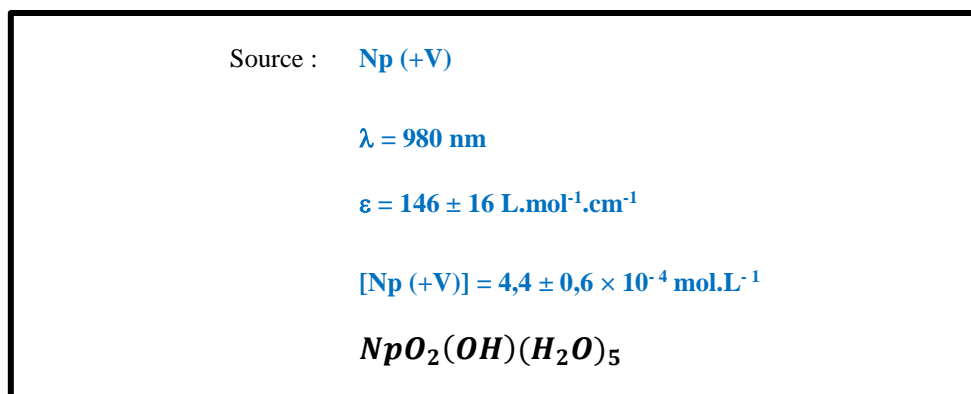 Source : Np (+V)
λ = 980 nm
ε = 146 ± 16 L.mol⁻¹.cm⁻¹
[Np (+V)] = 4,4 ± 0,6 × 10⁻⁴ mol.L⁻¹
NpO₂(OH)(H₂O)₅